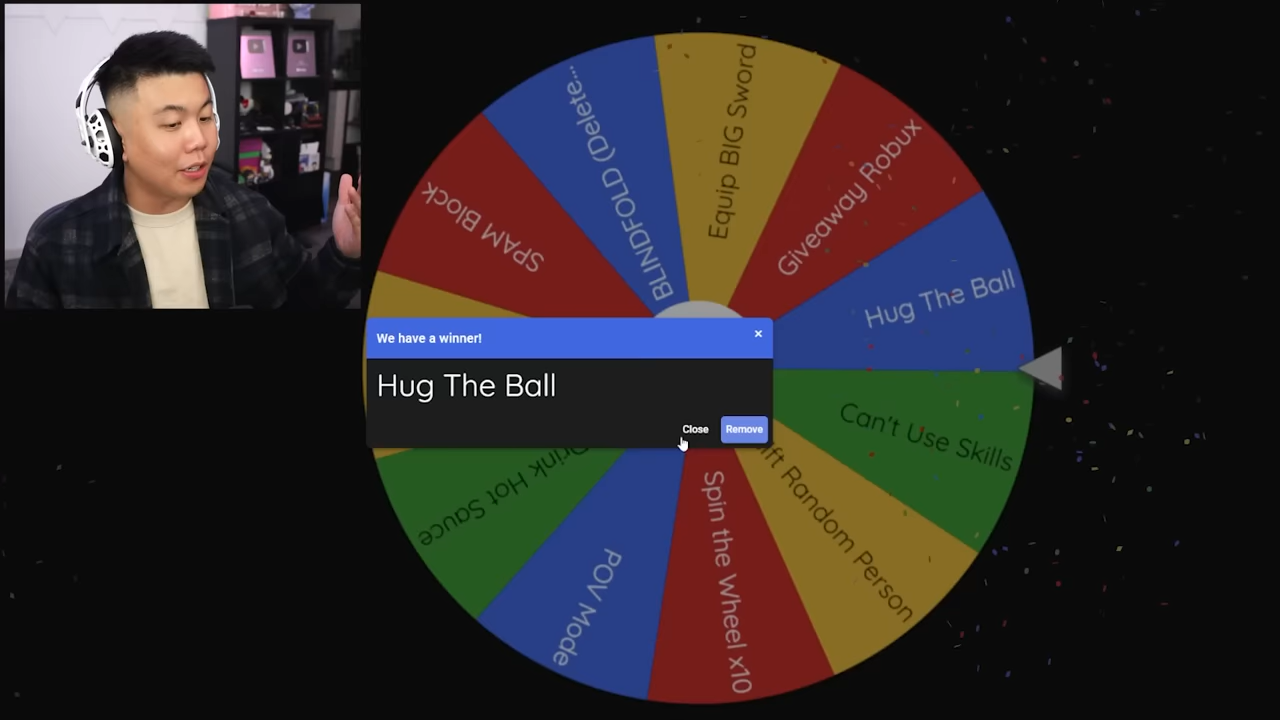 SPAM Block
BLINDFOLD (Delete...
Equip BIG Sword
Giveaway Robux
Hug The Ball
We have a winner!
×
Hug The Ball
Close
Remove
Can't Use Skills
Random Person
Spin the Wheel x10
POV Mode
Drink Hot Sauce